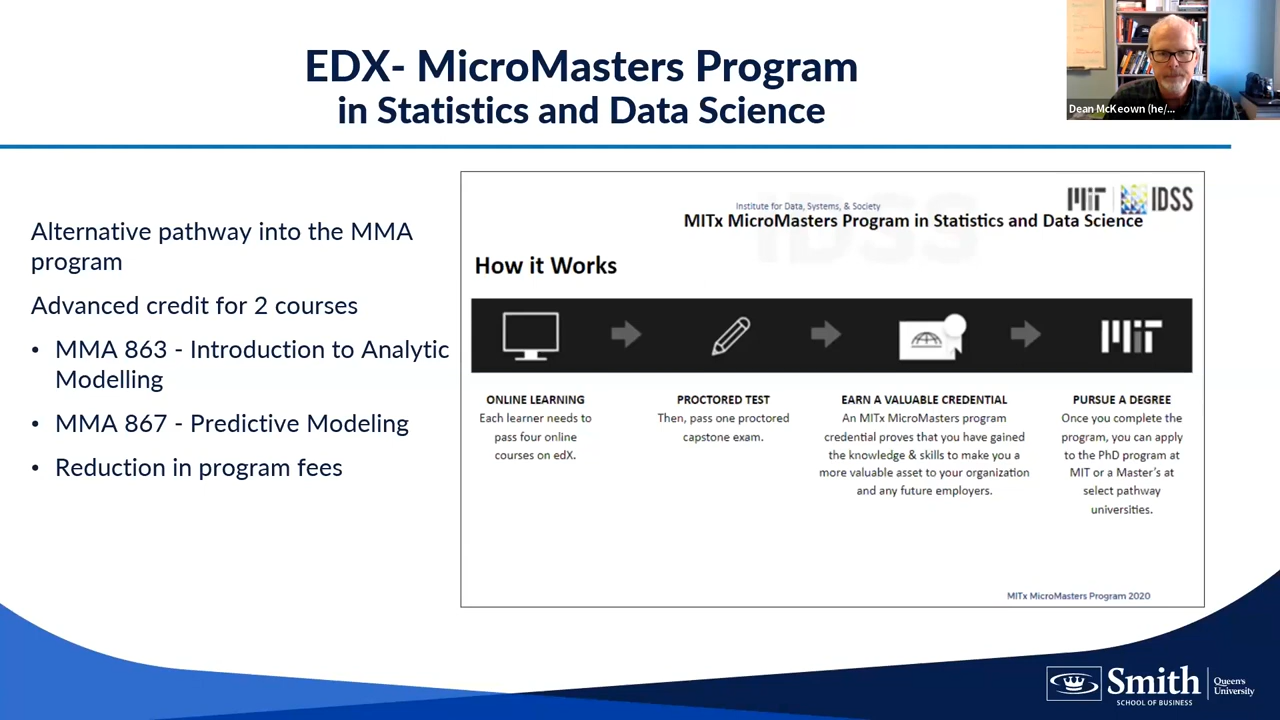 EDX- MicroMasters Program
in Statistics and Data Science
Dean McKeown (he/...
Alternative pathway into the MMA
program
Advanced credit for 2 courses
• MMA 863 - Introduction to Analytic
Modelling
• MMA 867 - Predictive Modeling
• Reduction in program fees
MIT IDSS
Institute for Data, Systems, & Society
IDSS
MITx MicroMasters Program in Statistics and Data Science
How it Works
MIT
ONLINE LEARNING
Each learner needs to
pass four online
courses on edX.
PROCTORED TEST
Then, pass one proctored
capstone exam.
EARN A VALUABLE CREDENTIAL
An MITx MicroMasters program
credential proves that you have gained
the knowledge & skills to make you a
more valuable asset to your organization
and any future employers.
PURSUE A DEGREE
Once you complete the
program, you can apply
to the PhD program at
MIT or a Master's at
select pathway
universities.
MITx MicroMasters Program 2020
Smith
SCHOOL OF BUSINESS
Queen's
University